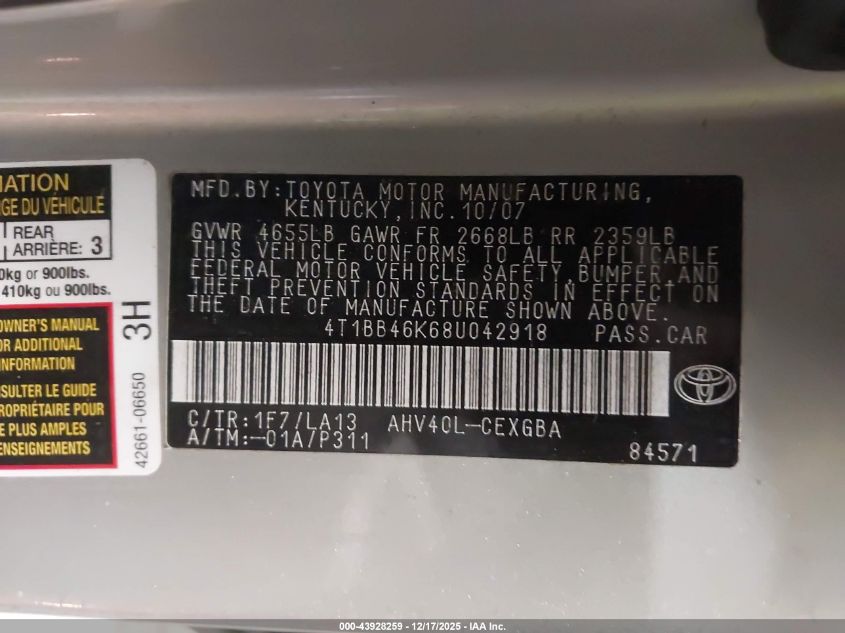 MATION
GE DU VÉHICULE
REAR
ARRIÈRE: 3
0kg or 900lbs.
410kg ou 900lbs.
OWNER'S MANUAL
OR ADDITIONAL
INFORMATION
NSULTER LE GUIDE
PROPRIÉTAIRE POUR
E PLUS AMPLES
ENSEIGNEMENTS
3H
42661-06650
MFD.BY:TOYOTA MOTOR MANUFACTURING,
KENTUCKY, INC.10/07
GVWR 4655LB GAWR FR 2668LB RR 2359LB
THIS VEHICLE CONFORMS TO ALL APPLICABLE
FEDERAL MOTOR VEHICLE SAFETY,BUMPER AND
THEFT PREVENTION STANDARDS IN EFFECT ON
THE DATE OF MANUFACTURE SHOWN ABOVE.
4T1BB46K68U042918 PASS.CAR
C/TR:1F7/LA13 AHV40L-CEXGBA
A/TM:-01A/P311
84571
000-43928259 - 12/17/2025 - IAA Inc.